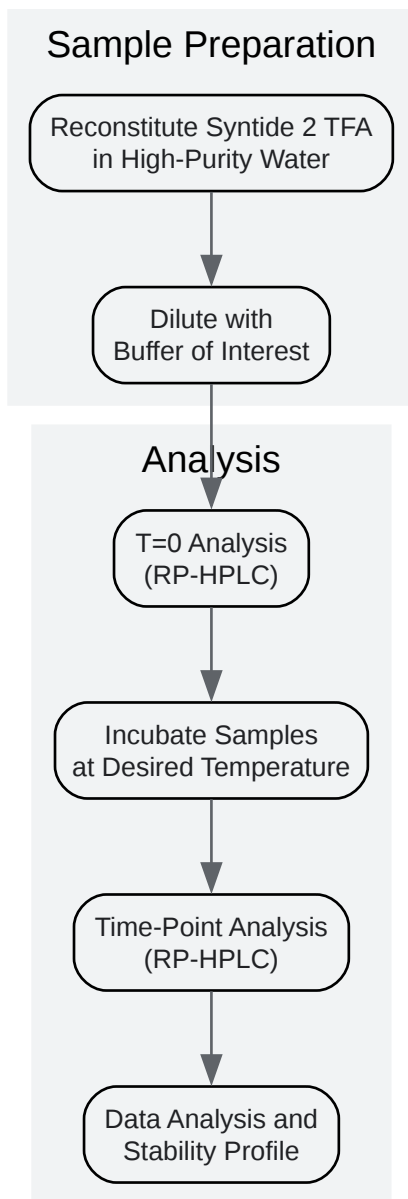 Sample Preparation
Reconstitute Syntide 2 TFA
in High-Purity Water
Dilute with
Buffer of Interest
Analysis
T=0 Analysis
(RP-HPLC)
Incubate Samples
at Desired Temperature
Time-Point Analysis
(RP-HPLC)
Data Analysis and
Stability Profile